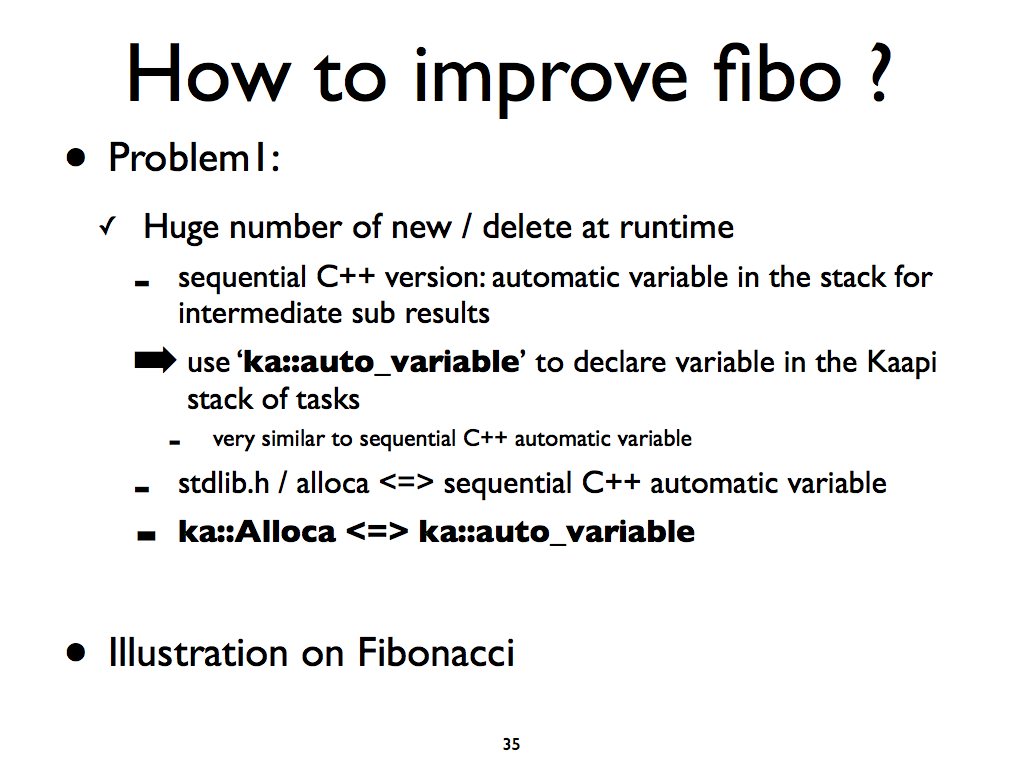 How to improve fibo ?
• Problem1:
✓ Huge number of new / delete at runtime
- sequential C++ version: automatic variable in the stack for
intermediate sub results
➡ use ‘ka::auto_variable’ to declare variable in the Kaapi
stack of tasks
- very similar to sequential C++ automatic variable
- stdlib.h / alloca <=> sequential C++ automatic variable
- ka::Alloca <=> ka::auto_variable
• Illustration on Fibonacci
35